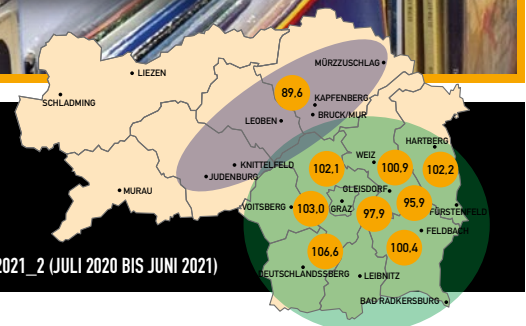 MÜRZZUSCHLAG
LIEZEN
89,6
SCHLADMING
KAPFENBERG
LEOBEN
BRUCK/MUR
HARTBERG
WEIZ
KNITTELFELD
102,1
100,9
102,2
JUDENBURG
MURAU
GLEISDORF
VOITSBERG
103,0
GRAZ
97,9
95,9
FÜRSTENFELD
FELDBACH
106,6
100,4
2021_2 (JULI 2020 BIS JUNI 2021)
DEUTSCHLANDSSBERG
LEIBNITZ
BAD RADKERSBURG